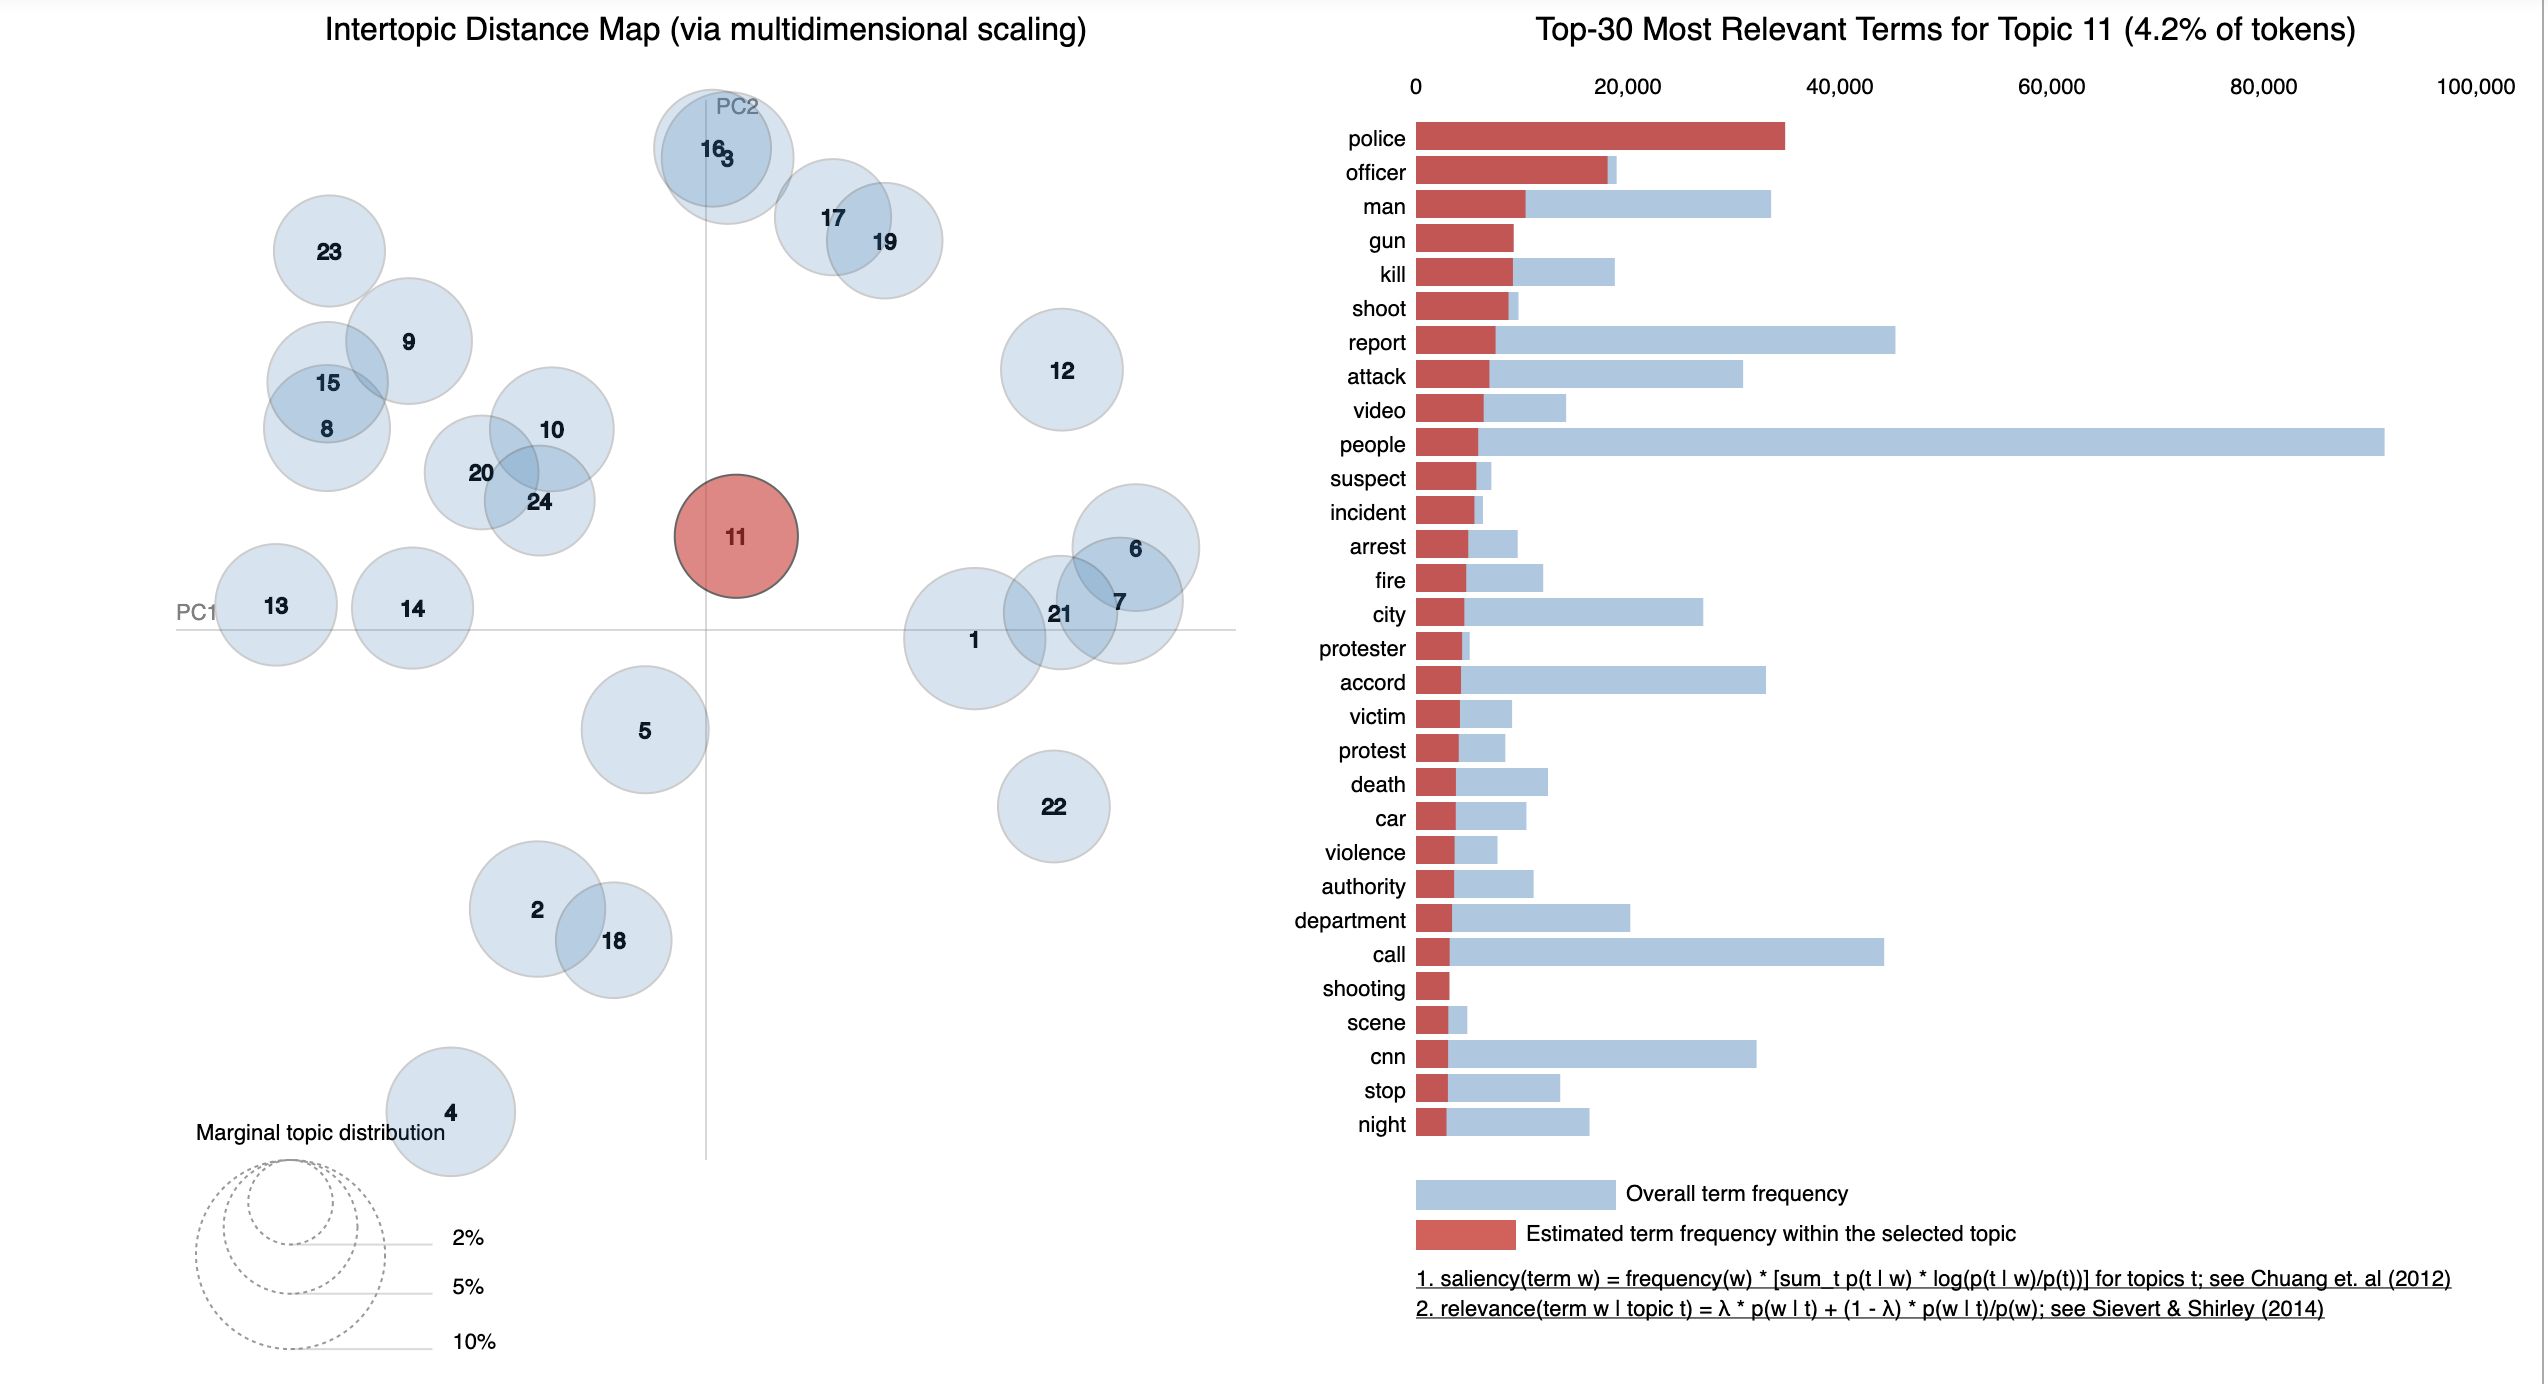 Intertopic Distance Map (via multidimensional scaling)
PC2
16
3
17
19
23
9
12
15
8
10
20
24
11
6
7
13
14
21
PC1
1
5
22
2
18
4
Marginal topic distribution
2%
5%
10%
Top-30 Most Relevant Terms for Topic 11 (4.2% of tokens)
0 20,000 40,000 60,000 80,000 100,000
police
officer
man
gun
kill
shoot
report
attack
video
people
suspect
incident
arrest
fire
city
protester
accord
victim
protest
death
car
violence
authority
department
call
shooting
scene
cnn
stop
night
Overall term frequency
Estimated term frequency within the selected topic
1. saliency(term w) = frequency(w) * [sum_t p(t | w) * log(p(t | w)/p(t))] for topics t; see Chuang et. al (2012)
2. relevance(term w | topic t) = λ * p(w | t) + (1 - λ) * p(w | t)/p(w); see Sievert & Shirley (2014)